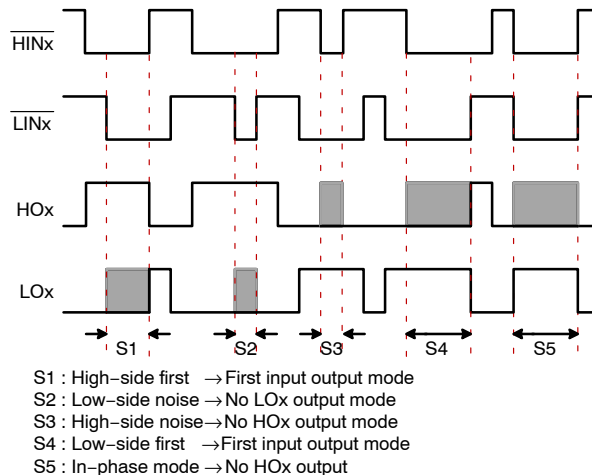 HINx
LINx
HOx
LOx
S1 S2 S3 S4 S5
S1 : High−side first →First input output mode
S2 : Low−side noise→No LOx output mode
S3 : High−side noise→No HOx output mode
S4 : Low−side first →First input output mode
S5 : In−phase mode →No HOx output